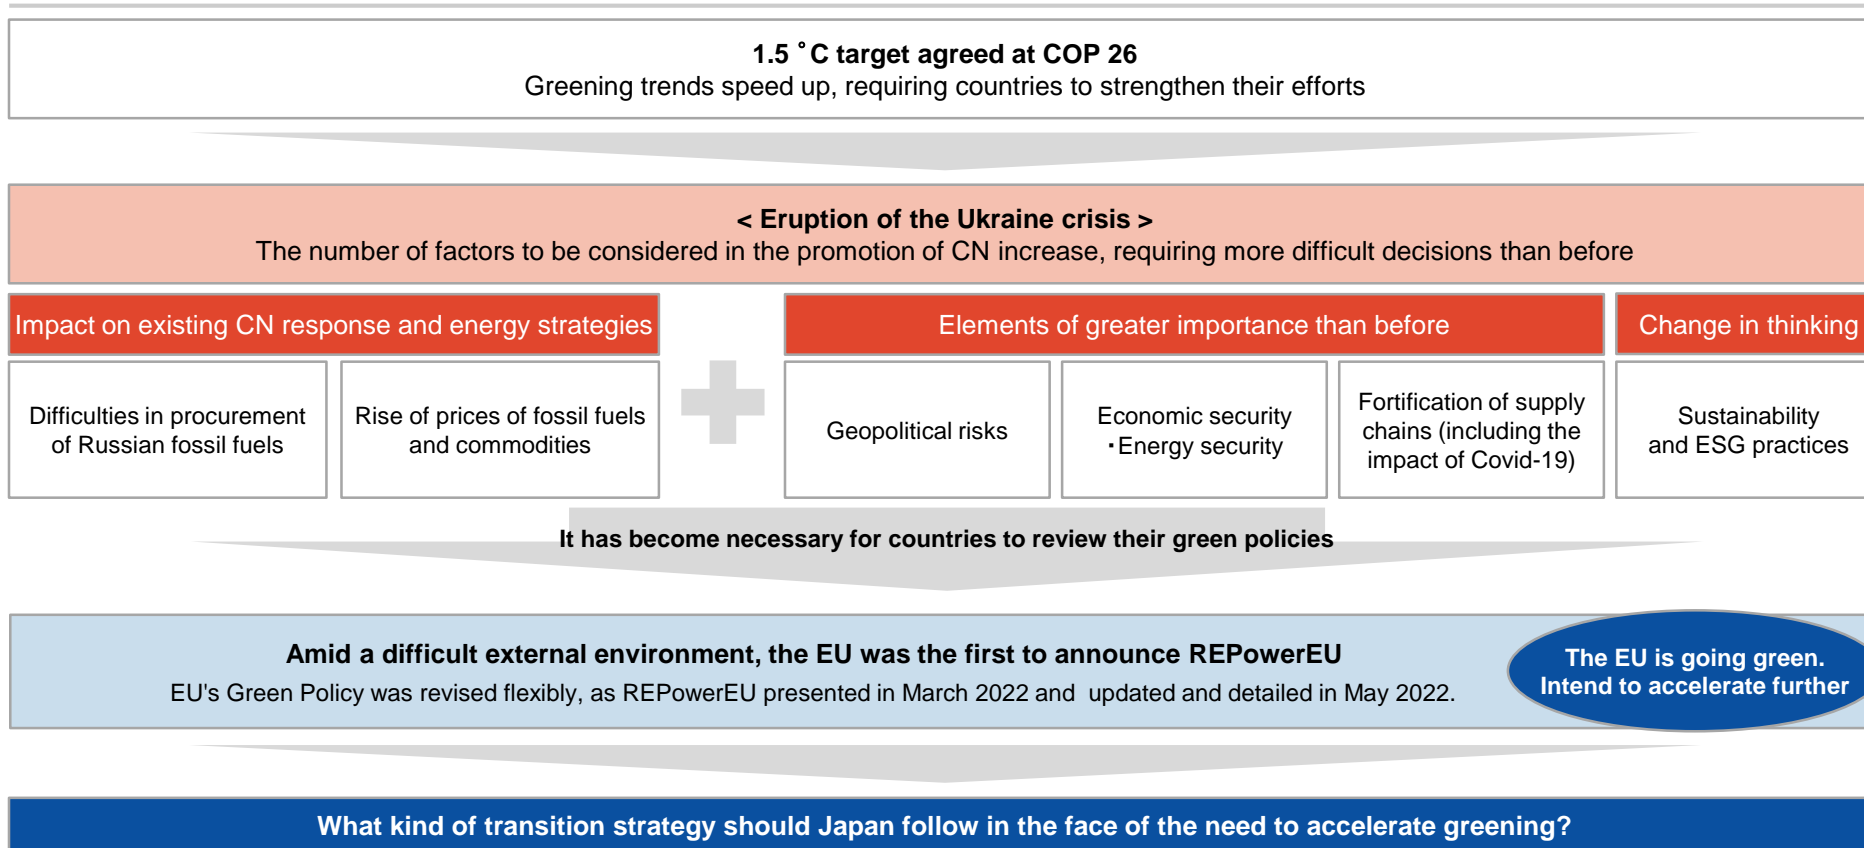 1.5 ˚C target agreed at COP 26
Greening trends speed up, requiring countries to strengthen their efforts
< Eruption of the Ukraine crisis >
The number of factors to be considered in the promotion of CN increase, requiring more difficult decisions than before
Impact on existing CN response and energy strategies
Difficulties in procurement
of Russian fossil fuels
Rise of prices of fossil fuels
and commodities
Elements of greater importance than before
Geopolitical risks
Economic security
・Energy security
Fortification of supply
chains (including the
impact of Covid-19)
Change in thinking
Sustainability
and ESG practices
It has become necessary for countries to review their green policies
Amid a difficult external environment, the EU was the first to announce REPowerEU
EU's Green Policy was revised flexibly, as REPowerEU presented in March 2022 and  updated and detailed in May 2022.
The EU is going green.
Intend to accelerate further
What kind of transition strategy should Japan follow in the face of the need to accelerate greening?